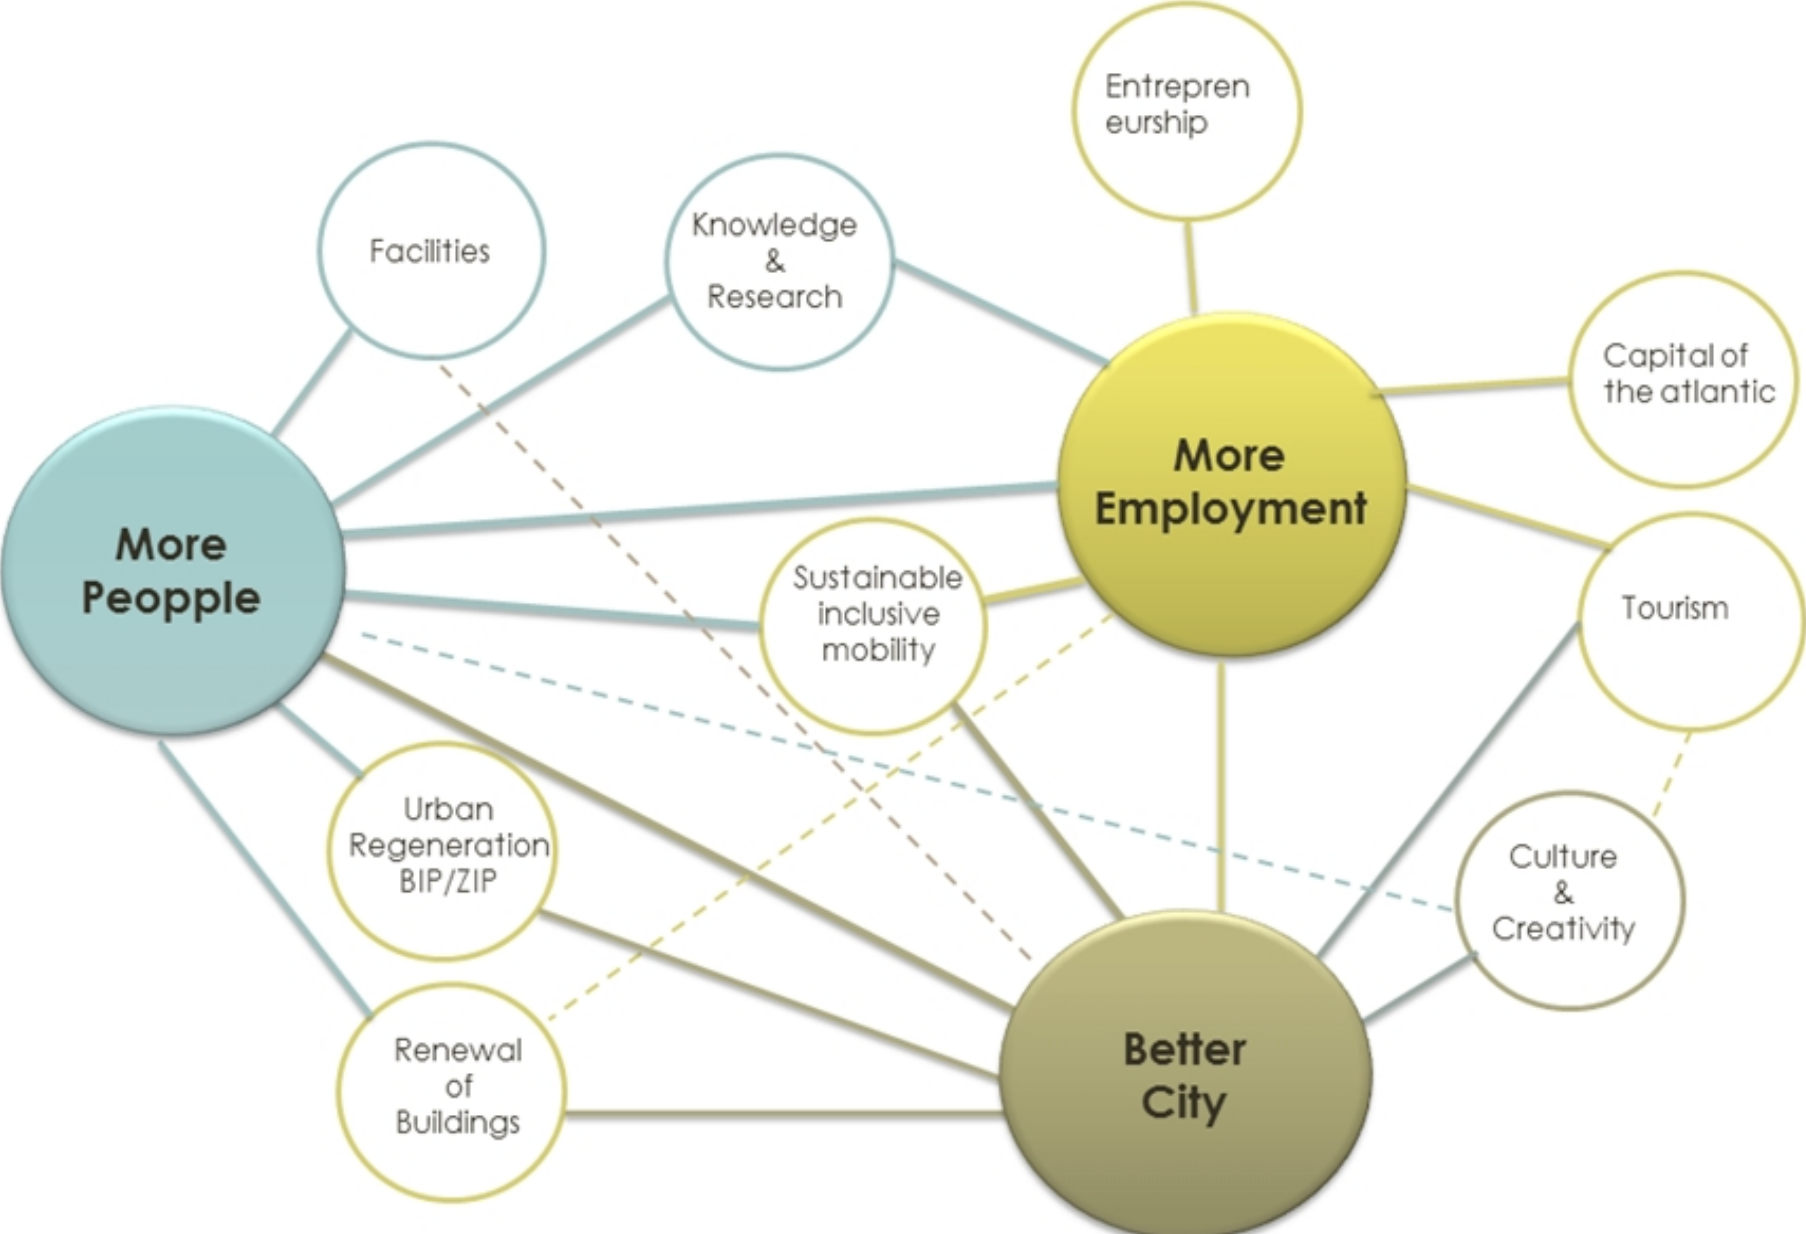 Entrepren
eurship
Facilities
Knowledge
&
Research
Capital of
the atlantic
More
Employment
More
Peopple
Sustainable
inclusive
mobility
Tourism
Urban
Regeneration
BIP/ZIP
Culture
&
Creativity
Renewal
of
Buildings
Better
City